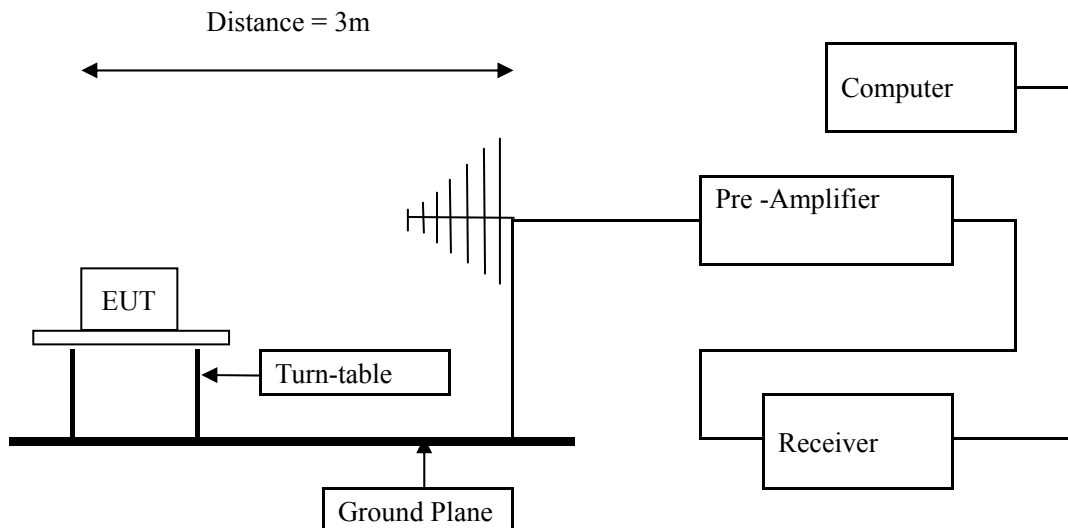 Distance = 3m
Computer
Pre -Amplifier
EUT
Turn-table
Receiver
Ground Plane